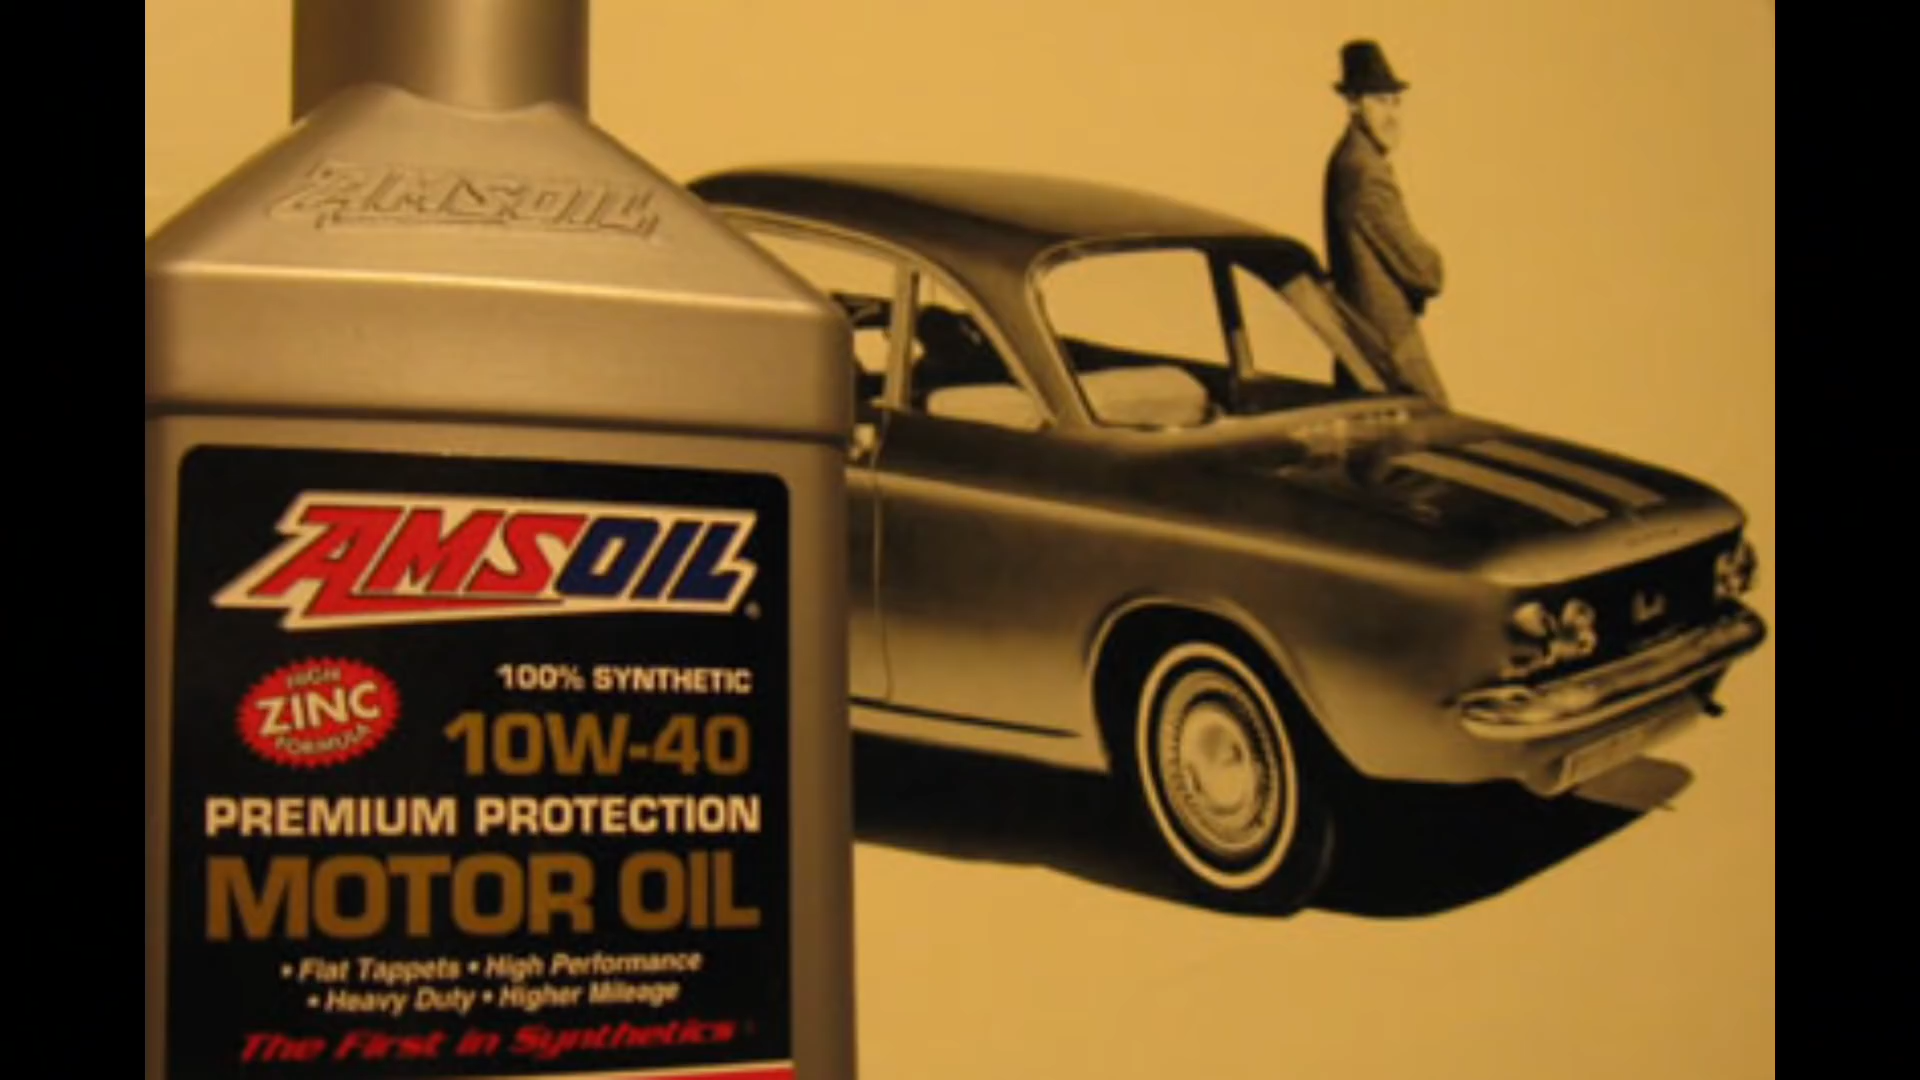 AMSOIL
AMSOIL
100% SYNTHETIC
HIGH
ZINC
FORMULA
10W-40
PREMIUM PROTECTION
MOTOR OIL
• Flat Tappets • High Performance
• Heavy Duty • Higher Mileage
The First in Synthetics